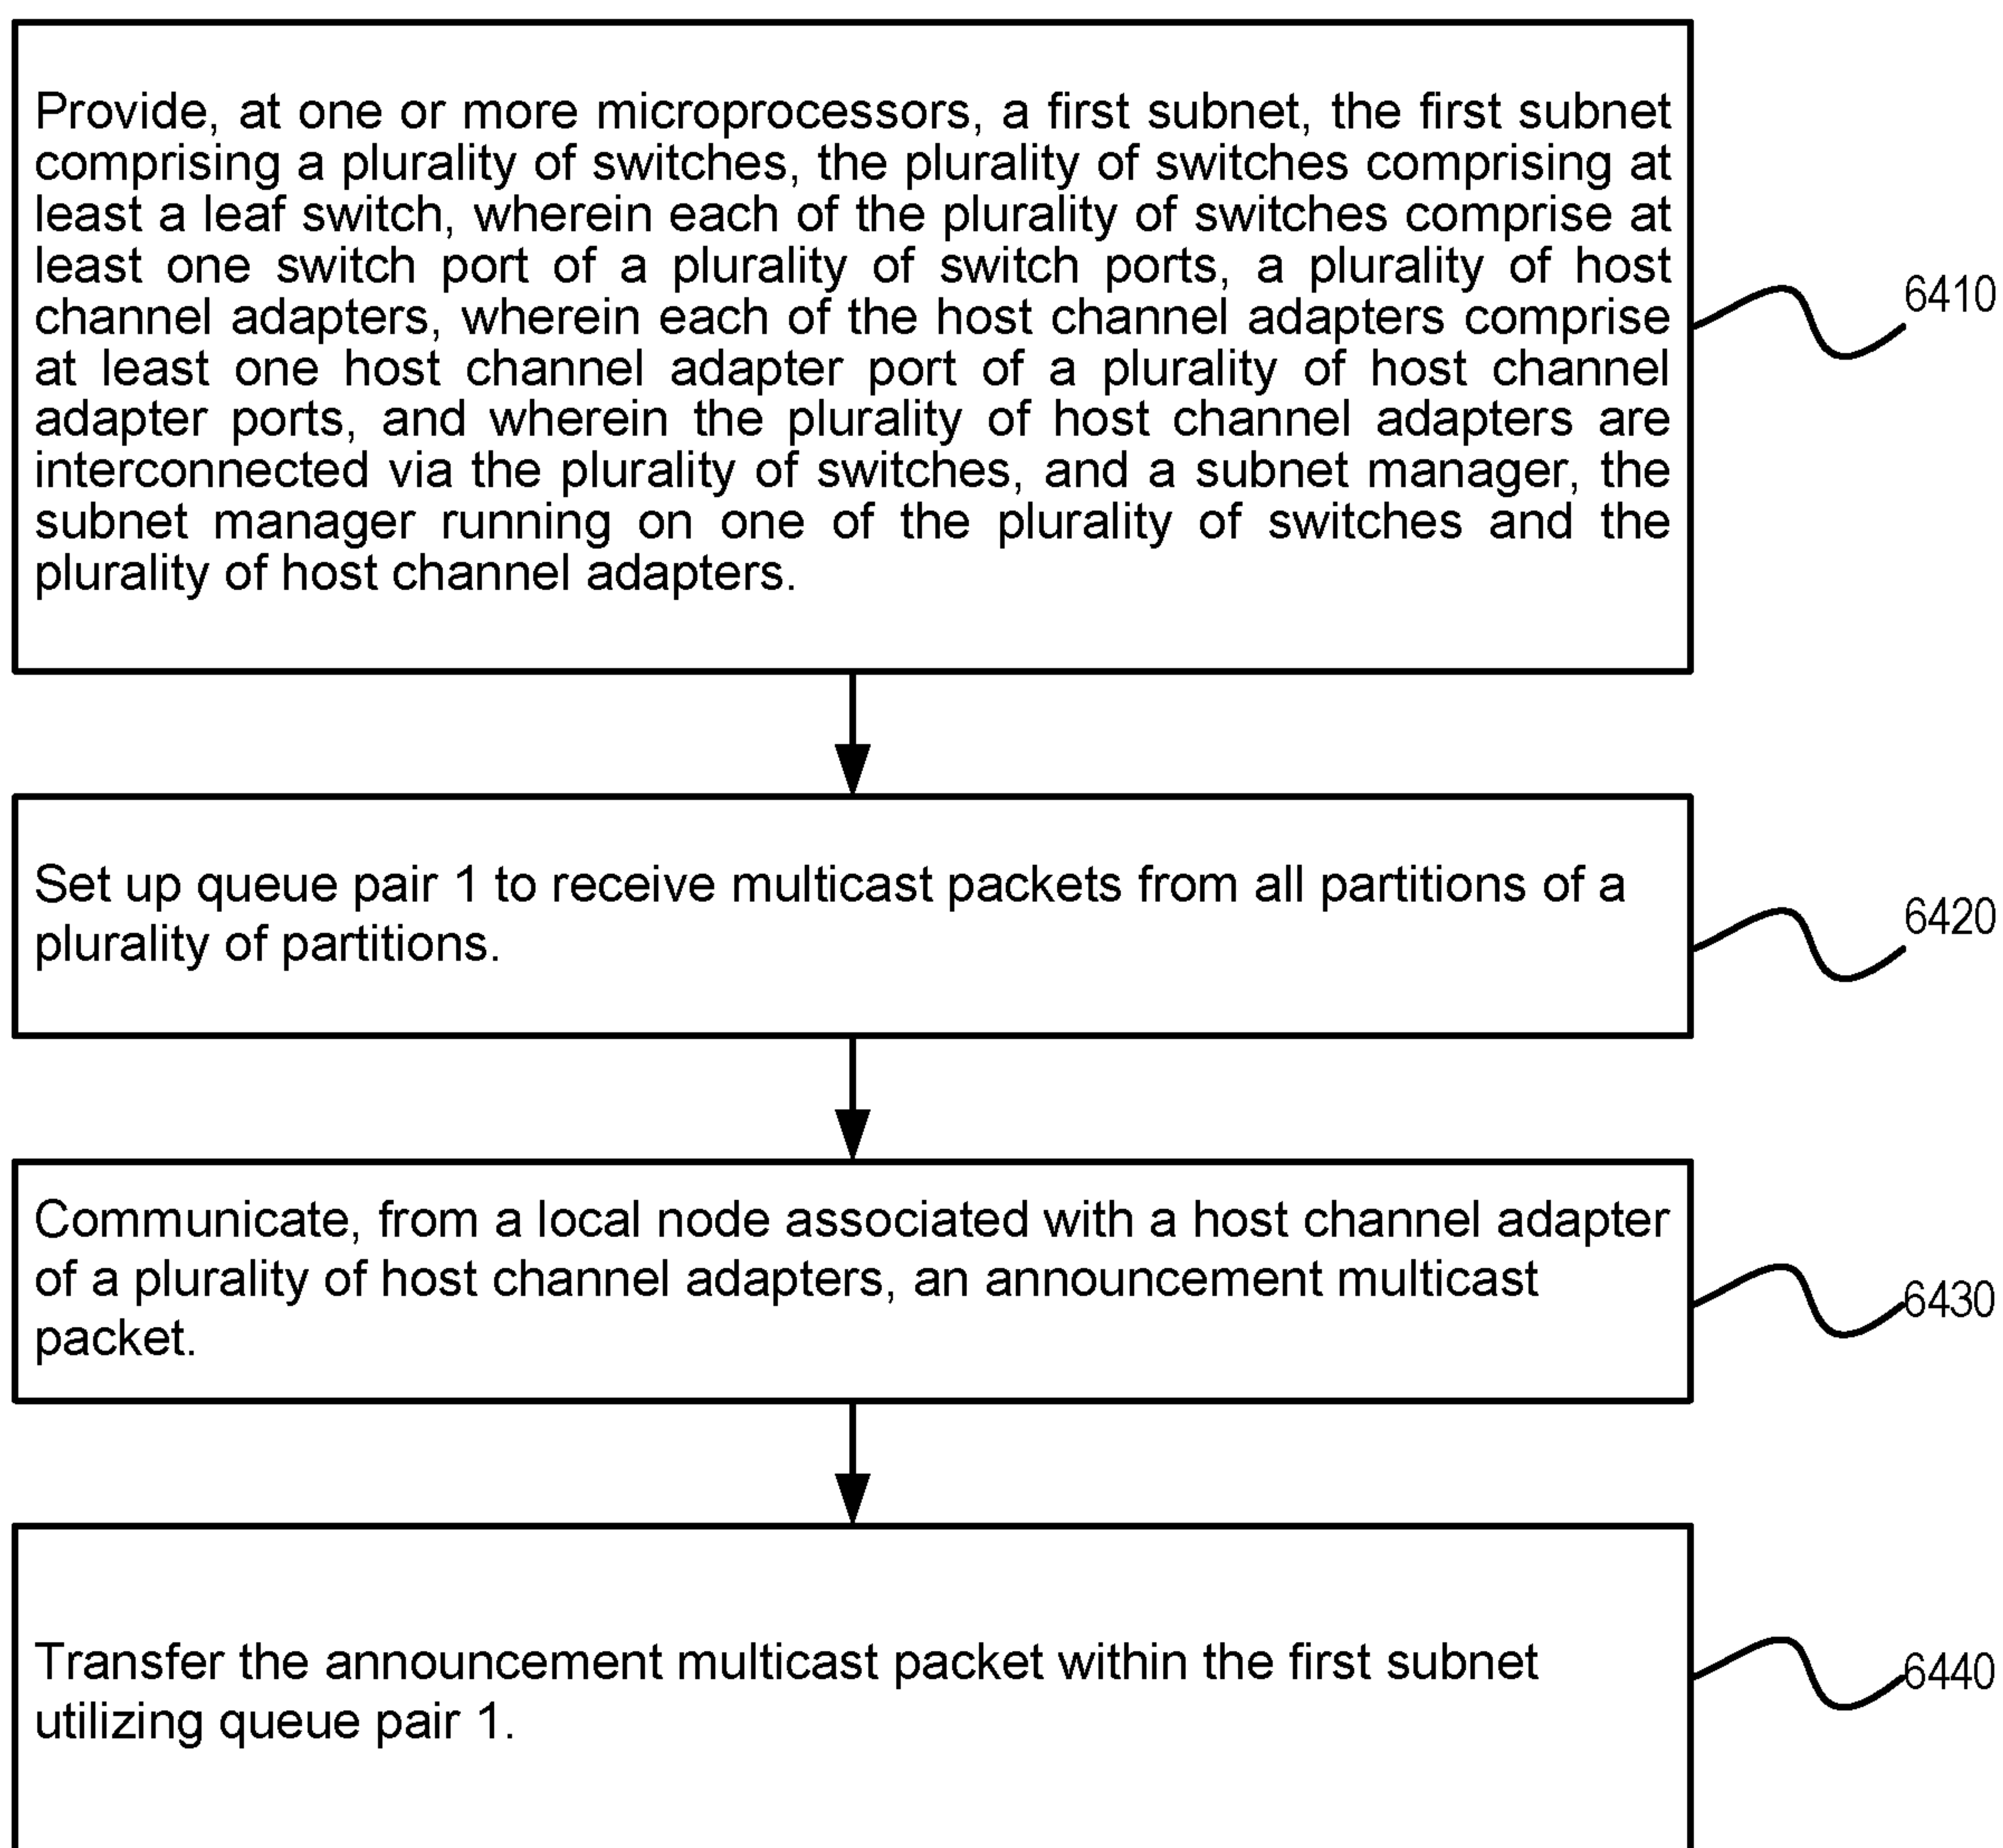 Provide, at one or more microprocessors, a first subnet, the first subnet
comprising a plurality of switches, the plurality of switches comprising at
least a leaf switch, wherein each of the plurality of switches comprise at
least one switch port of a plurality of switch ports, a plurality of host
channel adapters, wherein each of the host channel adapters comprise
at least one host channel adapter port of a plurality of host channel
adapter ports, and wherein the plurality of host channel adapters are
interconnected via the plurality of switches, and a subnet manager, the
subnet manager running on one of the plurality of switches and the
plurality of host channel adapters.
6410
Set up queue pair 1 to receive multicast packets from all partitions of a
plurality of partitions.
6420
Communicate, from a local node associated with a host channel adapter
of a plurality of host channel adapters, an announcement multicast
packet.
6430
Transfer the announcement multicast packet within the first subnet
utilizing queue pair 1.
6440